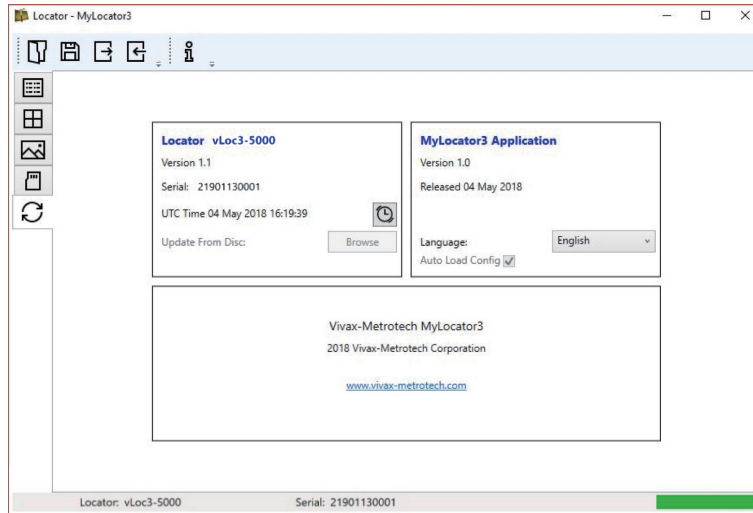 Locator - MyLocator3
Locator vLoc3-5000
Version 1.1
Serial: 21901130001
UTC Time 04 May 2018 16:19:39
Update From Disc:
Browse
MyLocator3 Application
Version 1.0
Released 04 May 2018
Language:
English
Auto Load Config
Vivax-Metrotech MyLocator3
2018 Vivax-Metrotech Corporation
www.vivax-metrotech.com
Locator: vLoc3-5000
Serial: 21901130001